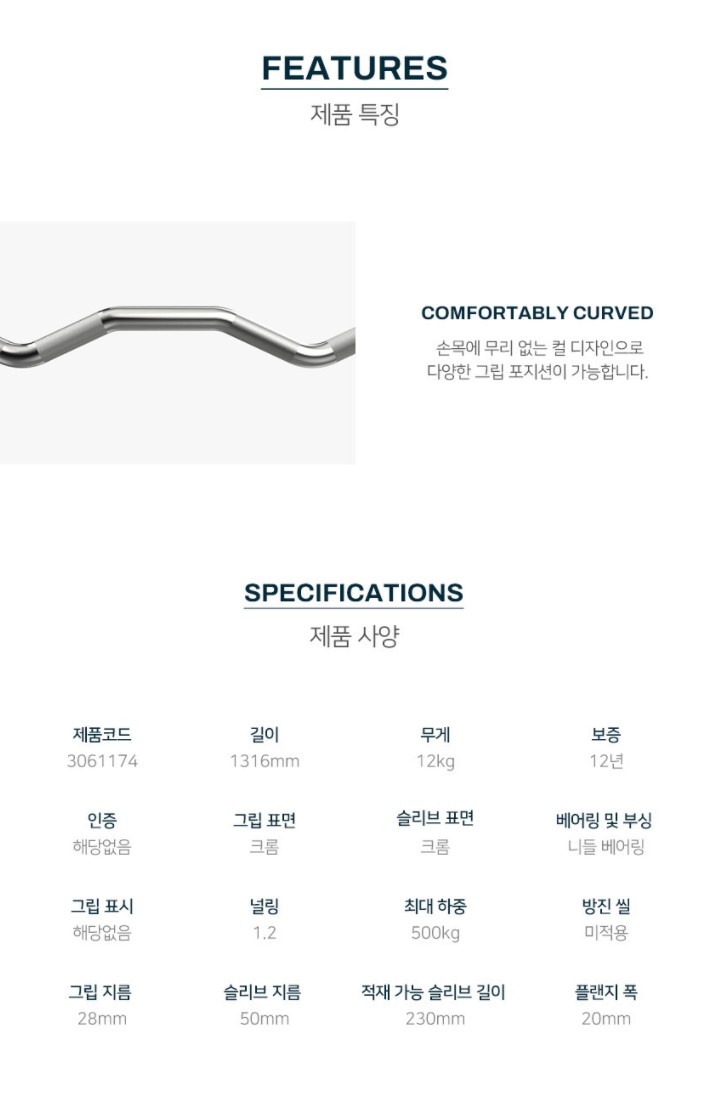 FEATURES
제품 특징
COMFORTABLY CURVED
손목에 무리 없는 컬 디자인으로
다양한 그립 포지션이 가능합니다.
SPECIFICATIONS
제품 사양
제품코드 길이 무게 보증
3061174 1316mm 12kg 12년
인증 그립 표면 슬리브 표면 베어링 및 부싱
해당없음 크롬 크롬 니들 베어링
그립 표시 널링 최대 하중 방진 씰
해당없음 1.2 500kg 미적용
그립 지름 슬리브 지름 적재 가능 슬리브 길이 플랜지 폭
28mm 50mm 230mm 20mm